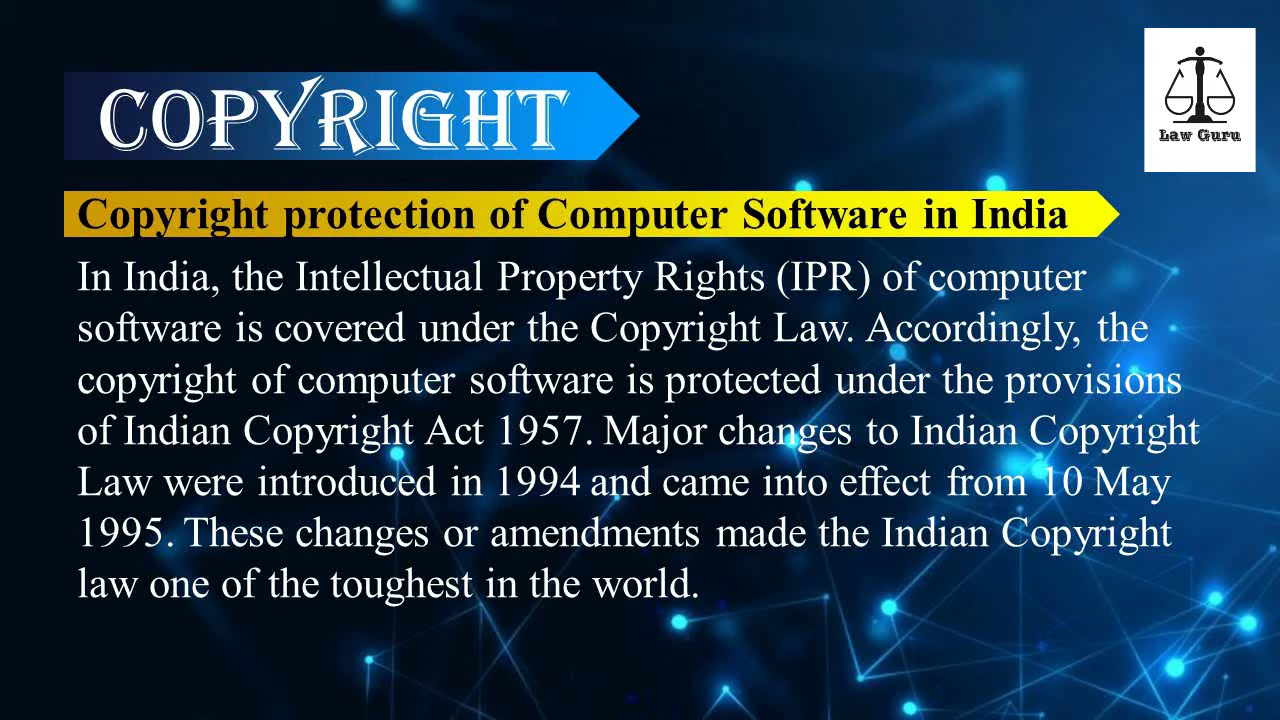 COPYRIGHT
Law Guru
Copyright protection of Computer Software in India
In India, the Intellectual Property Rights (IPR) of computer
software is covered under the Copyright Law. Accordingly, the
copyright of computer software is protected under the provisions
of Indian Copyright Act 1957. Major changes to Indian Copyright
Law were introduced in 1994 and came into effect from 10 May
1995. These changes or amendments made the Indian Copyright
law one of the toughest in the world.